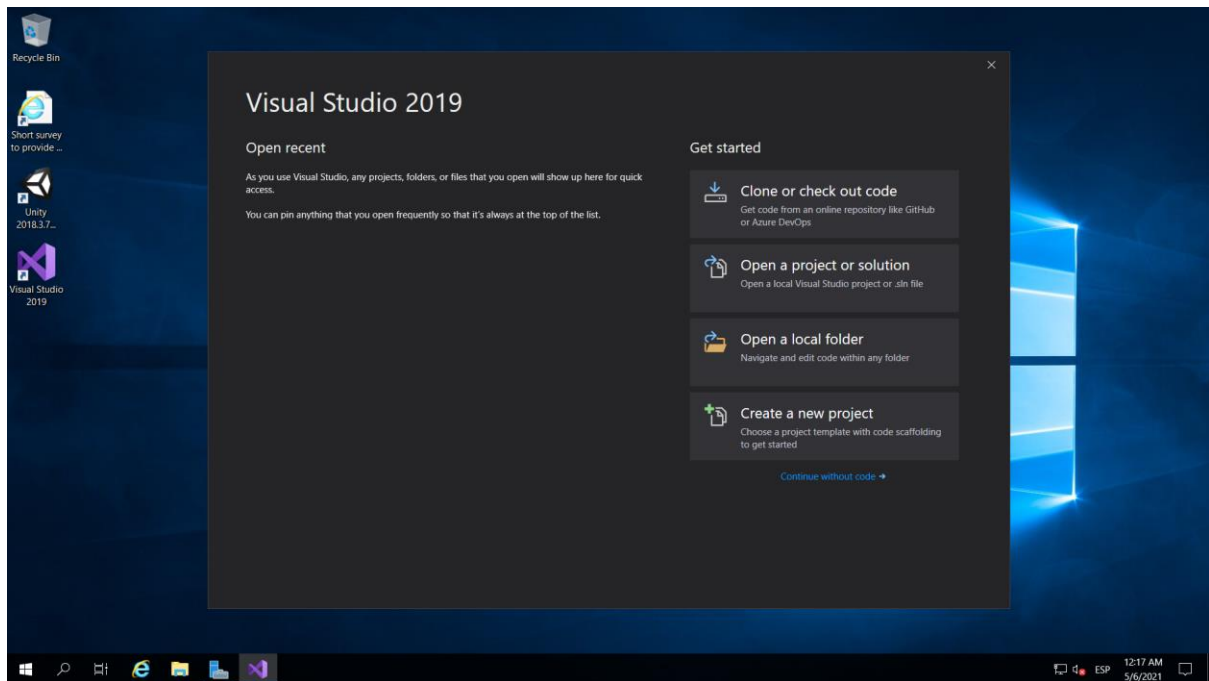 Recycle Bin
Short survey
to provide ...
Unity
2018.3.7...
Visual Studio
2019
Visual Studio 2019
Open recent
As you use Visual Studio, any projects, folders, or files that you open will show up here for quick
access.
You can pin anything that you open frequently so that it's always at the top of the list.
Get started
Clone or check out code
Get code from an online repository like GitHub
or Azure DevOps
Open a project or solution
Open a local Visual Studio project or .sln file
Open a local folder
Navigate and edit code within any folder
Create a new project
Choose a project template with code scaffolding
to get started
Continue without code →
ESP
12:17 AM
5/6/2021